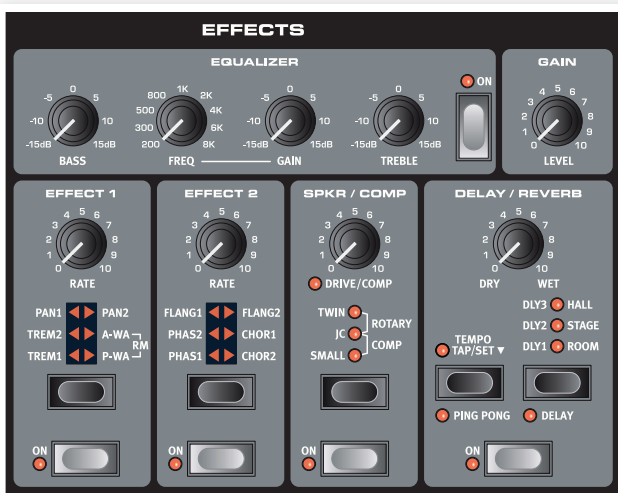 EFFECTS
EQUALIZER
-15dB -10 -5 0 5 10 15dB
BASS
200 300 500 800 1K 2K 4K 6K 8K
FREQ
-15dB -10 -5 0 5 10 15dB
GAIN
-15dB -10 -5 0 5 10 15dB
TREBLE
ON
GAIN
0 1 2 3 4 5 6 7 8 9 10
LEVEL
EFFECT 1
0 1 2 3 4 5 6 7 8 9 10
RATE
PAN1 PAN2
TREM2 A-WA
RM
TREM1 P-WA
ON
EFFECT 2
0 1 2 3 4 5 6 7 8 9 10
RATE
FLANG1 FLANG2
PHAS2 CHOR1
PHAS1 CHOR2
ON
SPKR / COMP
0 1 2 3 4 5 6 7 8 9 10
DRIVE/COMP
TWIN
ROTARY
JC
COMP
SMALL
ON
DELAY / REVERB
0 1 2 3 4 5 6 7 8 9 10
DRY WET
DLY3 HALL
DLY2 STAGE
DLY1 ROOM
TEMPO
TAP/SET ▼
PING PONG DELAY
ON